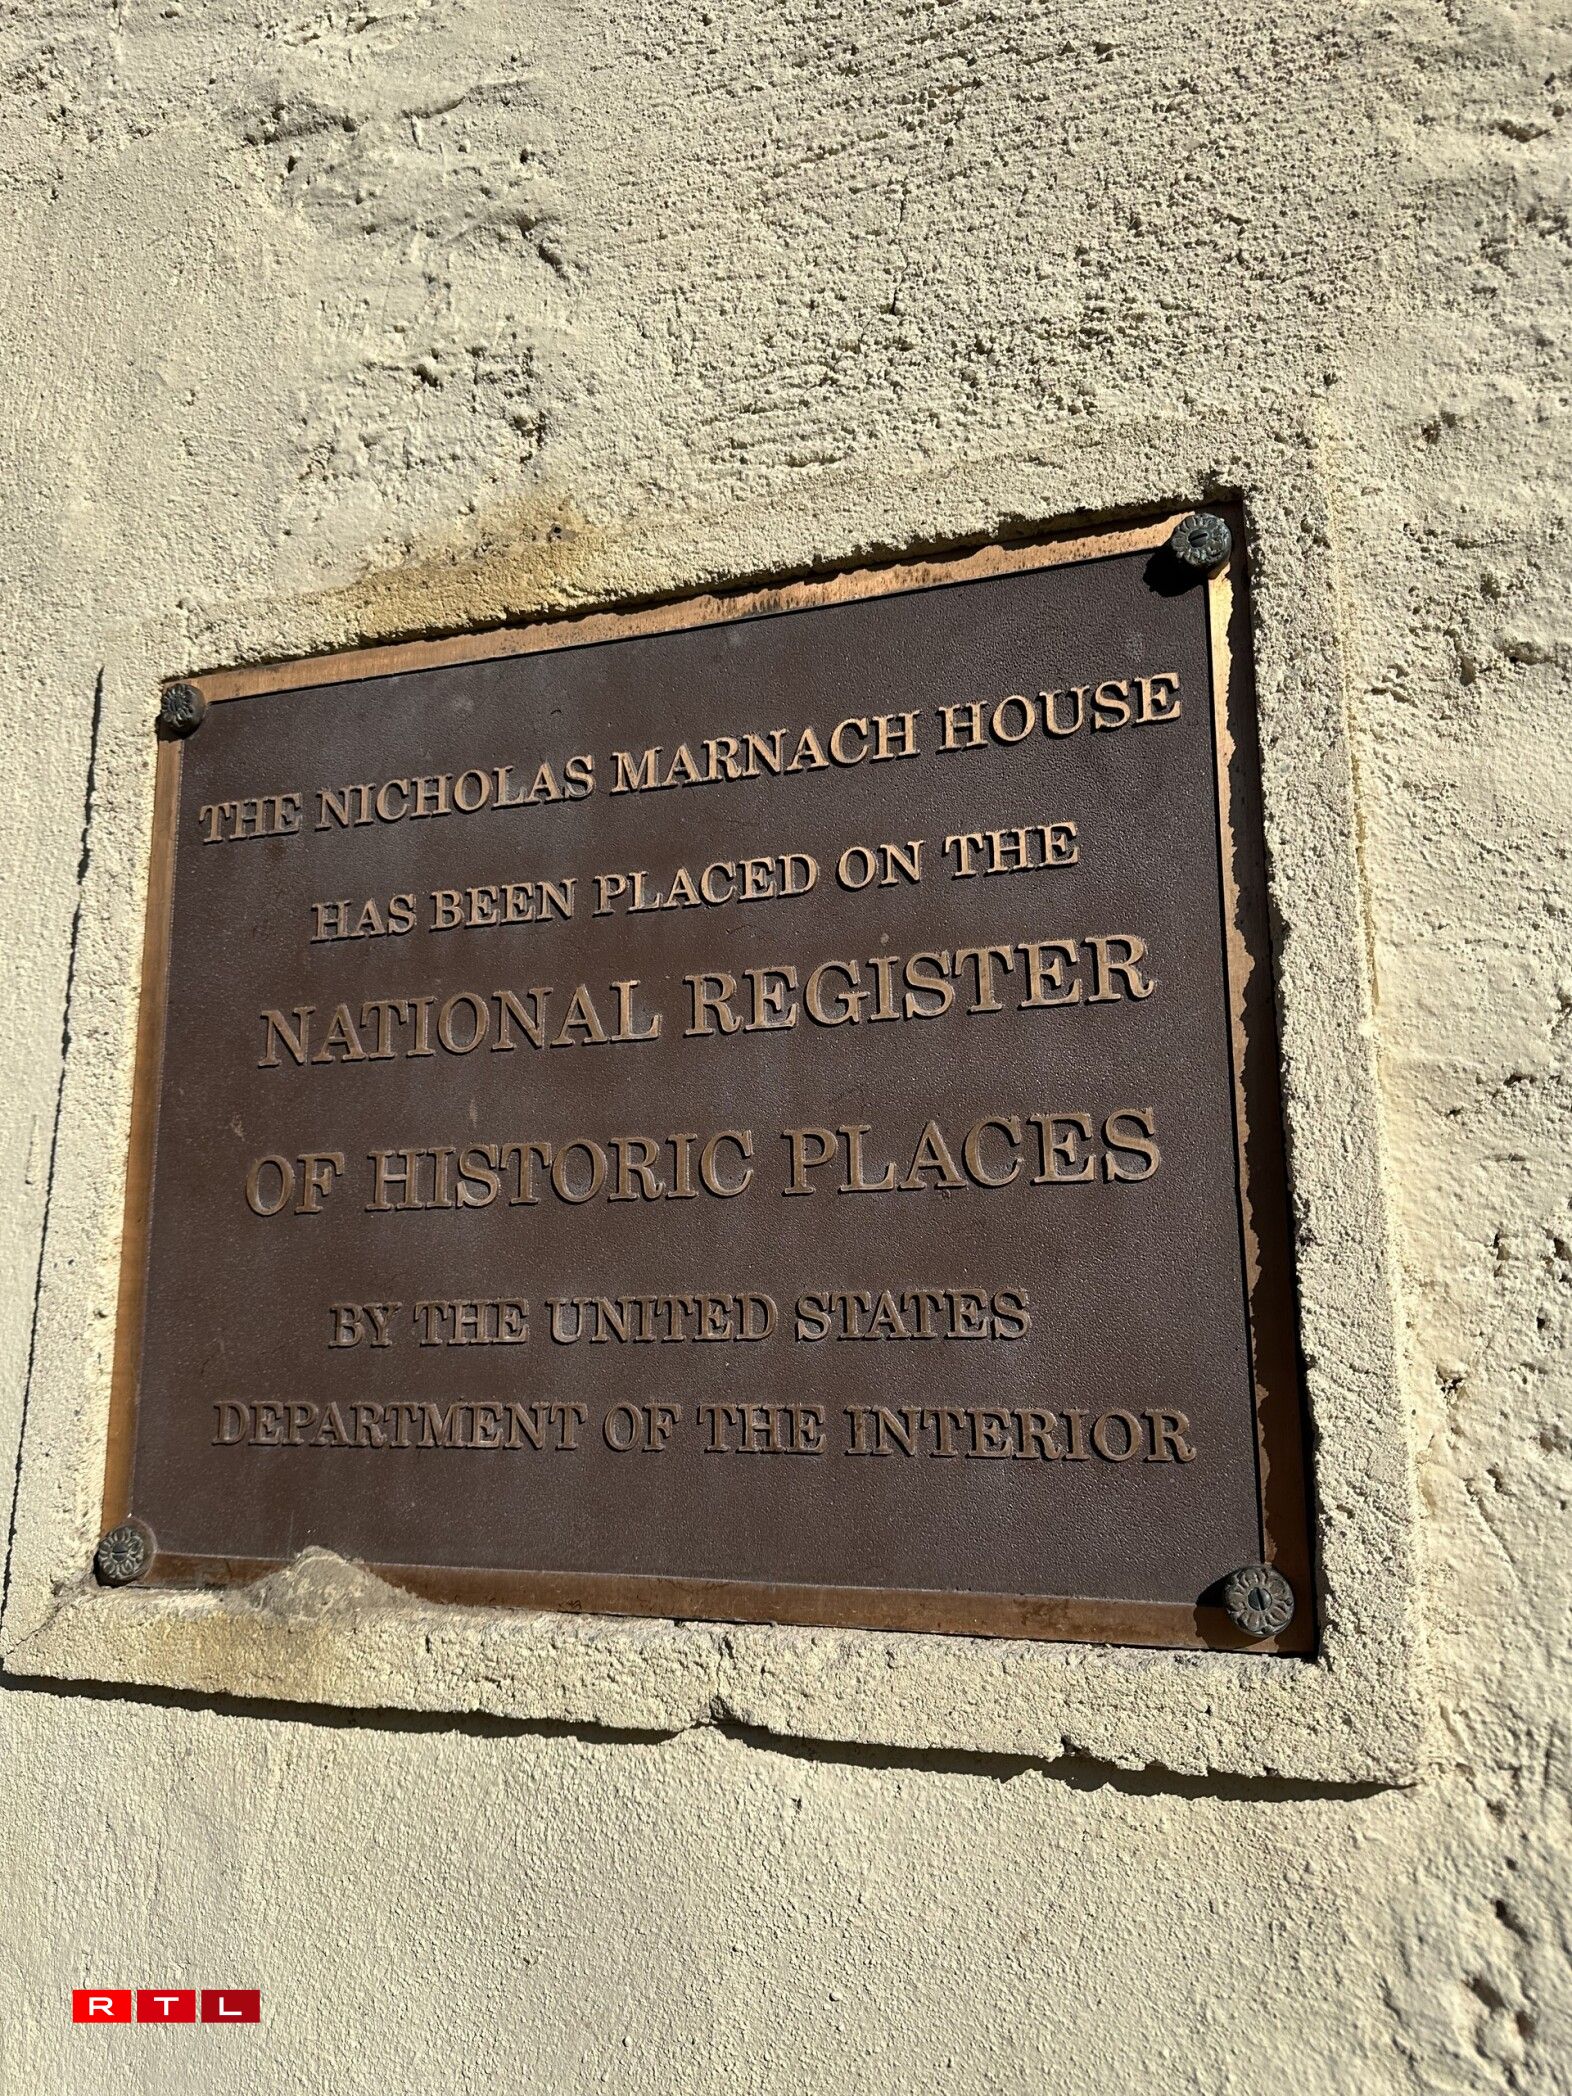 THE NICHOLAS MARNACH HOUSE
HAS BEEN PLACED ON THE
NATIONAL REGISTER
OF HISTORIC PLACES
BY THE UNITED STATES
DEPARTMENT OF THE INTERIOR
RTL